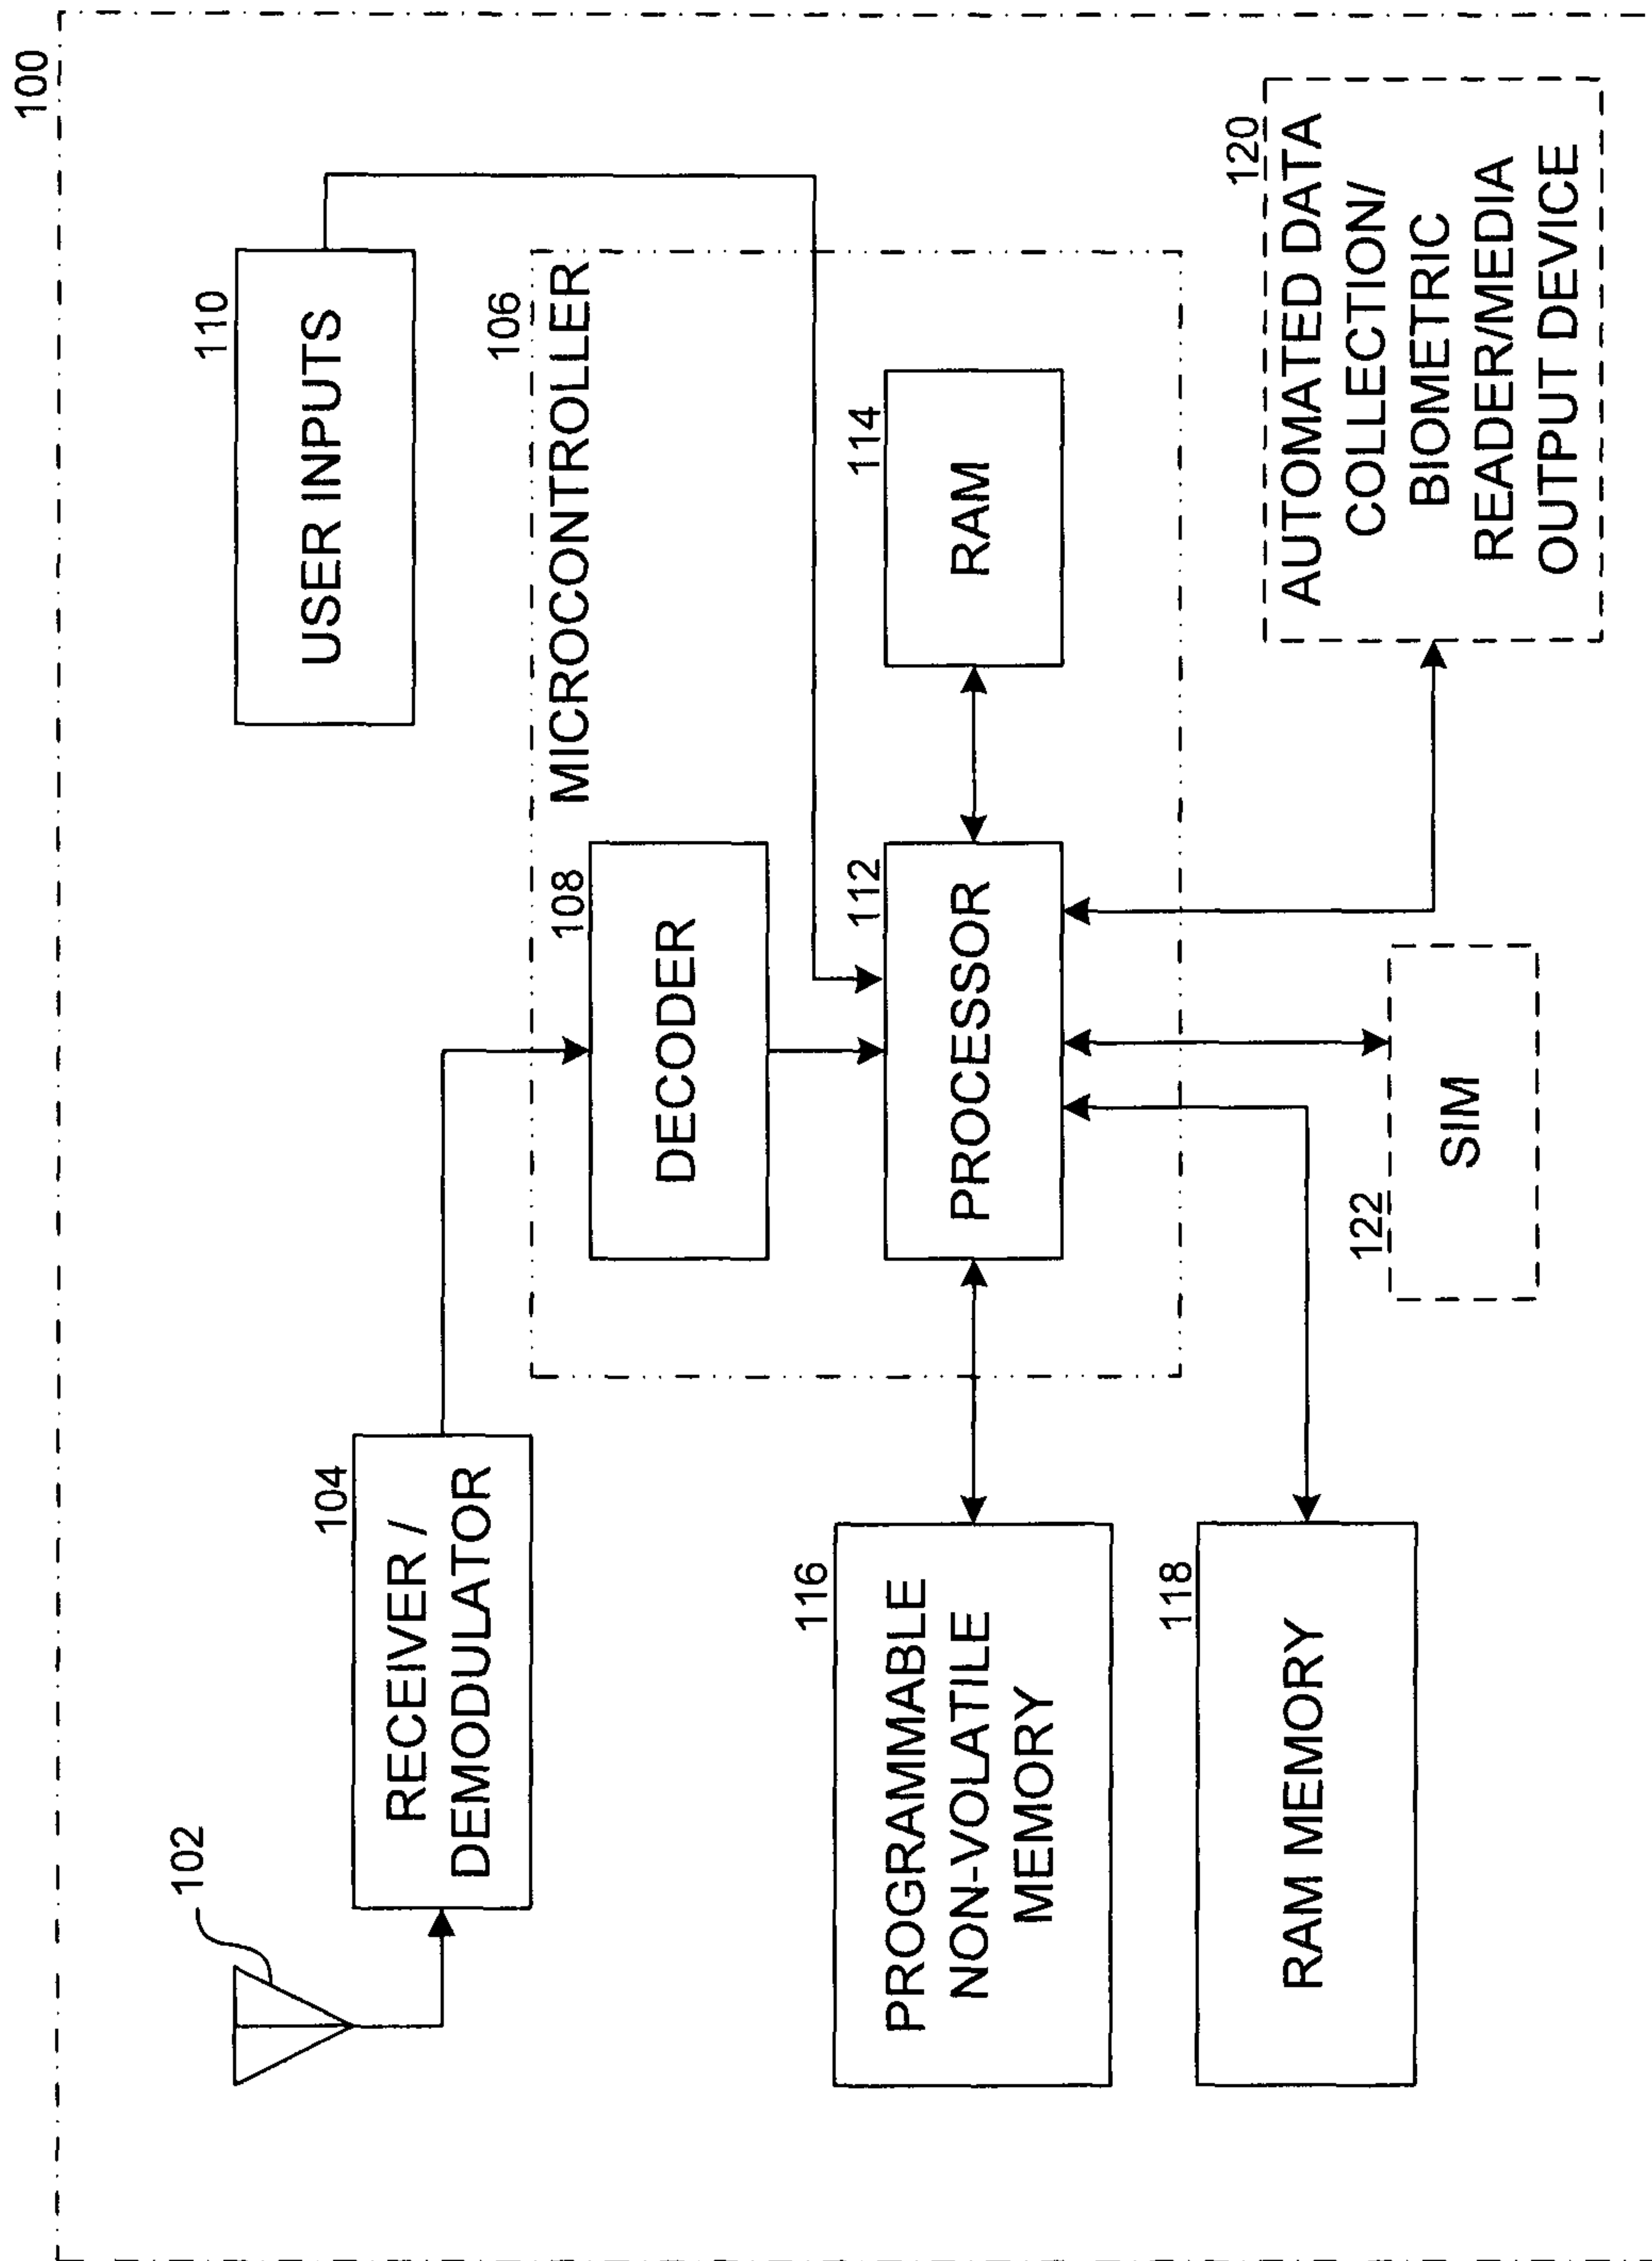 100
102
104
RECEIVER /
DEMODULATOR
110
USER INPUTS
106
MICROCONTROLLER
108
DECODER
112
PROCESSOR
114
RAM
116
PROGRAMMABLE
NON-VOLATILE
MEMORY
118
RAM MEMORY
122
SIM
120
AUTOMATED DATA
COLLECTION/
BIOMETRIC
READER/MEDIA
OUTPUT DEVICE